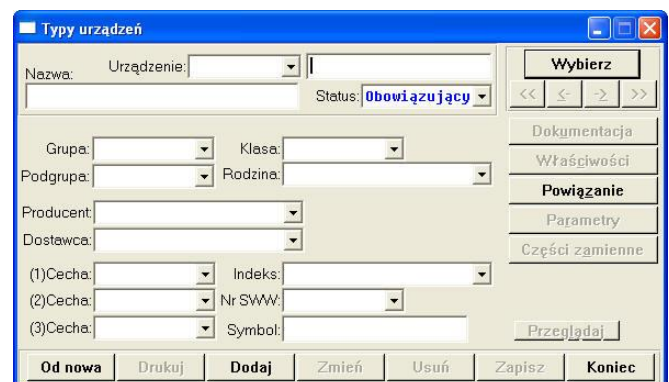 Typy urządzeń
Urządzenie:
Wybierz
Nazwa:
Status: Obowiązujący
<< <- -> >>
Dokumentacja
Grupa: Klasa:
Właściwości
Podgrupa: Rodzina:
Powiązanie
Producent:
Parametry
Dostawca:
Części zamienne
(1)Cecha: Indeks:
(2)Cecha: Nr SWW:
(3)Cecha: Symbol:
Przeglądaj
Od nowa Drukuj Dodaj Zmień Usuń Zapisz Koniec